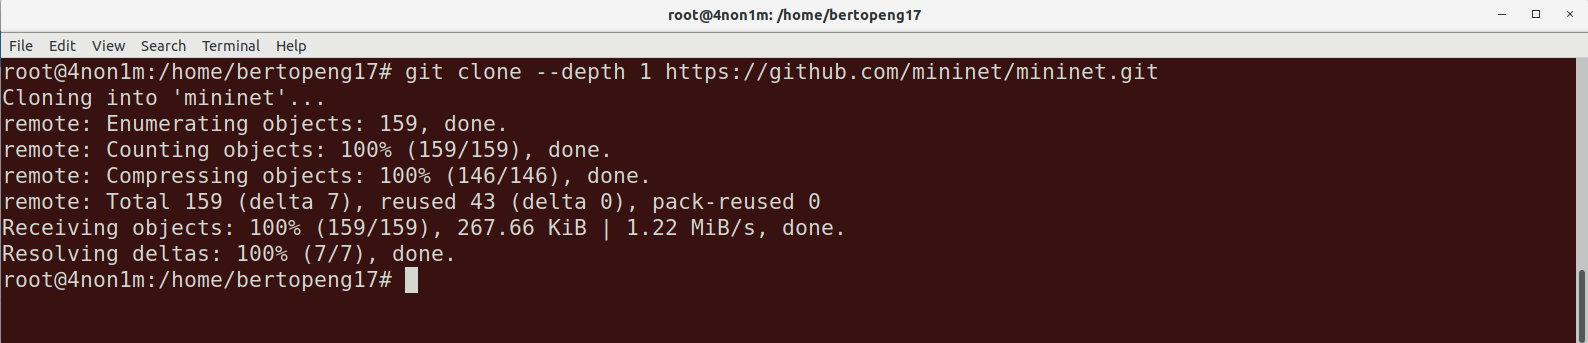 root@4non1m: /home/bertopeng17
File Edit View Search Terminal Help
root@4non1m:/home/bertopeng17# git clone --depth 1 https://github.com/mininet/mininet.git
Cloning into 'mininet'...
remote: Enumerating objects: 159, done.
remote: Counting objects: 100% (159/159), done.
remote: Compressing objects: 100% (146/146), done.
remote: Total 159 (delta 7), reused 43 (delta 0), pack-reused 0
Receiving objects: 100% (159/159), 267.66 KiB | 1.22 MiB/s, done.
Resolving deltas: 100% (7/7), done.
root@4non1m:/home/bertopeng17#